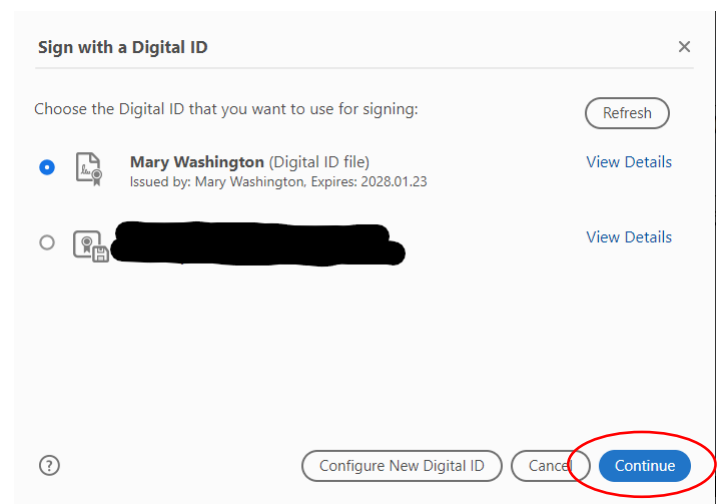 Sign with a Digital ID
Choose the Digital ID that you want to use for signing:
Refresh
Mary Washington (Digital ID file)
View Details
Issued by: Mary Washington, Expires: 2028.01.23
View Details
Configure New Digital ID
Cancel
Continue